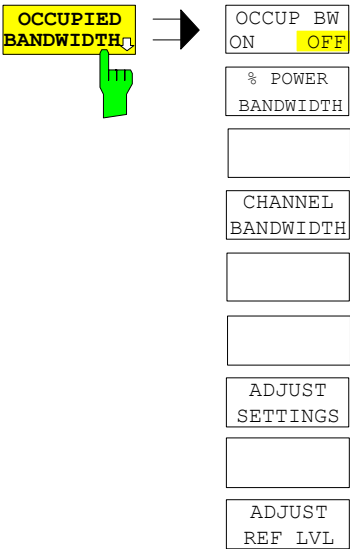 OCCUPIED
BANDWIDTH
OCCUP BW
ON OFF
% POWER
BANDWIDTH
CHANNEL
BANDWIDTH
ADJUST
SETTINGS
ADJUST
REF LVL